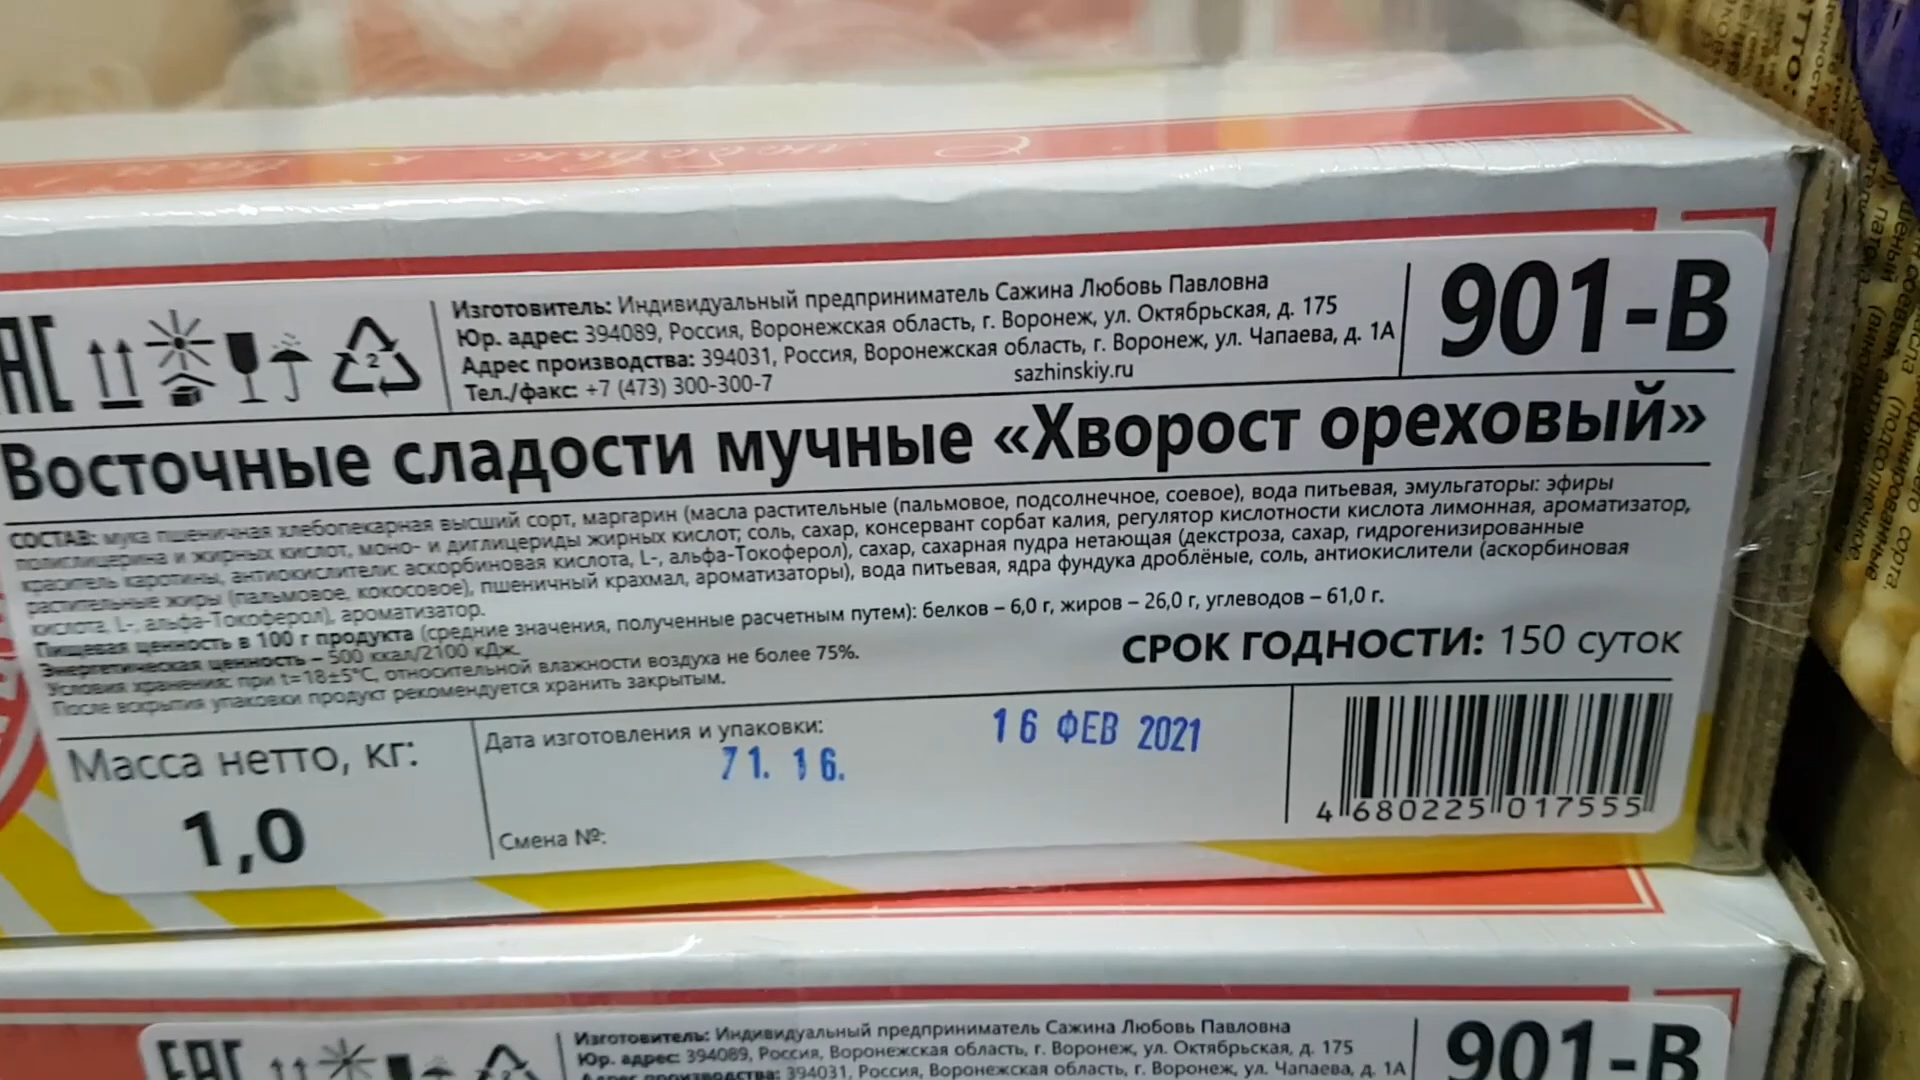 ЕАС
2
Изготовитель: Индивидуальный предприниматель Сажина Любовь Павловна
Юр. адрес: 394089, Россия, Воронежская область, г. Воронеж, ул. Октябрьская, д. 175
Адрес производства: 394031, Россия, Воронежская область, г. Воронеж, ул. Чапаева, д. 1А
Тел./факс: +7 (473) 300-300-7
sazhinskiy.ru
901-В
Восточные сладости мучные «Хворост ореховый»
СОСТАВ: мука пшеничная хлебопекарная высший сорт, маргарин (масла растительные (пальмовое, подсолнечное, соевое), вода питьевая, эмульгаторы: эфиры
полиглицерина и жирных кислот, моно- и диглицериды жирных кислот; соль, сахар, консервант сорбат калия, регулятор кислотности кислота лимонная, ароматизатор,
краситель каротины, антиокислители: аскорбиновая кислота, L-, альфа-Токоферол), сахар, сахарная пудра нетающая (декстроза, сахар, гидрогенизированные
растительные жиры (пальмовое, кокосовое), пшеничный крахмал, ароматизаторы), вода питьевая, ядра фундука дроблёные, соль, антиокислители (аскорбиновая
кислота, L-, альфа-Токоферол), ароматизатор.
Пищевая ценность в 100 г продукта (средние значения, полученные расчетным путем): белков – 6,0 г, жиров – 26,0 г, углеводов – 61,0 г.
Энергетическая ценность – 500 ккал/2100 кДж.
Условия хранения: при t=18±5°С, относительной влажности воздуха не более 75%.
После вскрытия упаковки продукт рекомендуется хранить закрытым.
СРОК ГОДНОСТИ: 150 суток
Масса нетто, кг:
1,0
Дата изготовления и упаковки:
71. 16.
16 ФЕВ 2021
Смена №:
4 680225 017555
ЕАС
Изготовитель: Индивидуальный предприниматель Сажина Любовь Павловна
Юр. адрес: 394089, Россия, Воронежская область, г. Воронеж, ул. Октябрьская, д. 175
Адрес производства: 394031, Россия, Воронежская область, г. Воронеж, ул. Чапаева, д. 1А
901-В